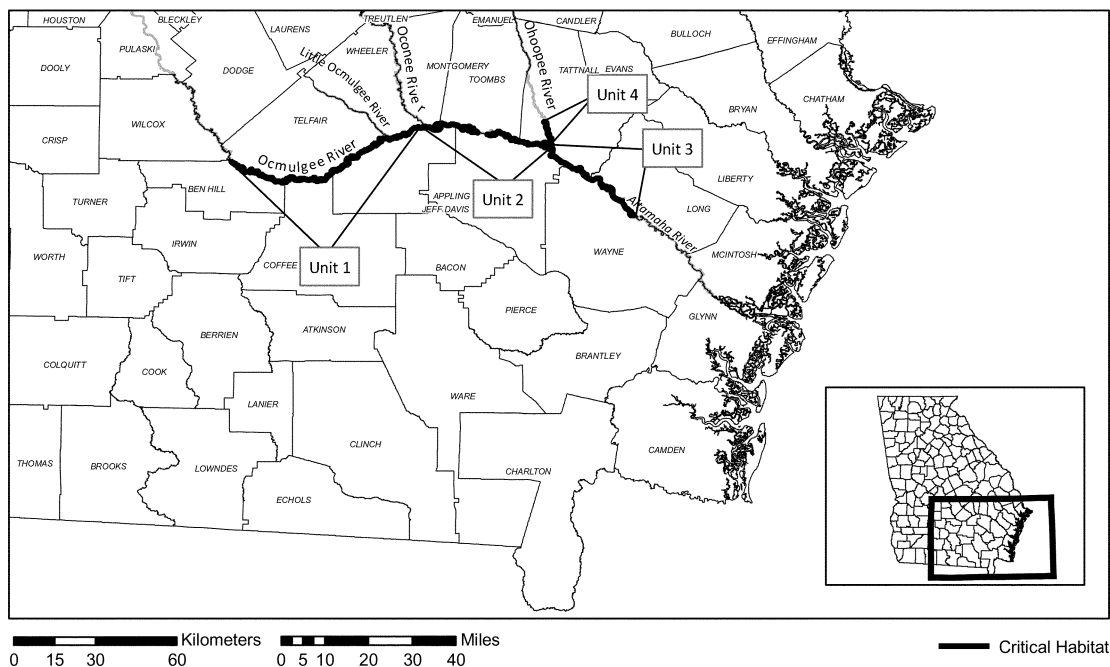 HOUSTON
BLECKLEY
LAURENS
TREUTLEN
EMANUEL
CANDLER
BULLOCH
EFFINGHAM
PULASKI
DOOLY
DODGE
WHEELER
MONTGOMERY
TOOMBS
TATTNALL
EVANS
Little Ocmulgee River
Oconee River
Ohoopee River
Unit 4
CHATHAM
BRYAN
CRISP
WILCOX
TELFAIR
Ocmulgee River
Unit 3
LIBERTY
BEN HILL
TURNER
APPLING
JEFF DAVIS
Unit 2
Altamaha River
LONG
IRWIN
WORTH
TIFT
COFFEE
Unit 1
BACON
WAYNE
MCINTOSH
PIERCE
GLYNN
BERRIEN
ATKINSON
COLQUITT
COOK
BRANTLEY
LANIER
WARE
CLINCH
CAMDEN
THOMAS
BROOKS
LOWNDES
CHARLTON
ECHOLS
Kilometers
0 15 30 60
Miles
0 5 10 20 30 40
Critical Habitat